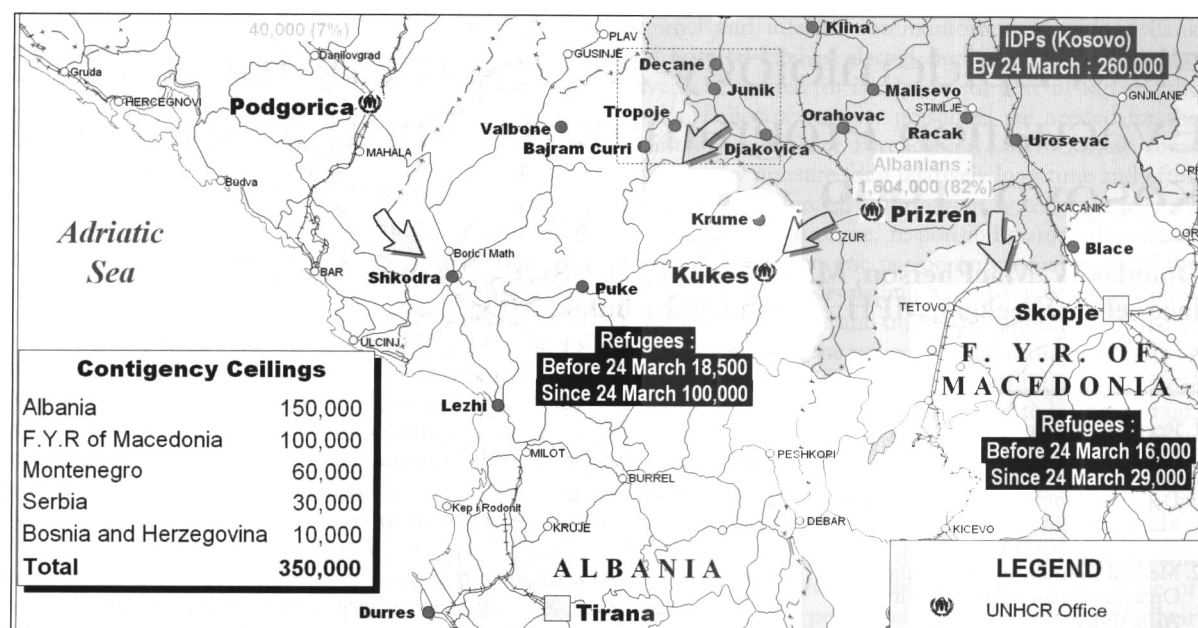 40,000 (7%)
PLAV
Klina
Danilovgrad
GUSINJE
IDPs (Kosovo)
By 24 March : 260,000
Gruda
Decane
HERCEGNOVI
Podgorica
Junik
Malisevo
GNJILANE
STIMLJE
Tropoje
Valbone
Orahovac
Racak
Bajram Curri
Djakovica
Urosevac
MAHALA
Albanians :
1,604,000 (82%)
Budva
KACANIK
Krume
Prizren
Adriatic
Sea
ZUR
Boric I Math
Blace
BAR
Shkodra
Kukes
Puke
TETOVO
Skopje
ULCINJ
Refugees :
Before 24 March 18,500
Since 24 March 100,000
F. Y. R. OF
MACEDONIA
Contigency Ceilings
Albania 150,000
F.Y.R of Macedonia 100,000
Montenegro 60,000
Serbia 30,000
Bosnia and Herzegovina 10,000
Total 350,000
Lezhi
Refugees :
Before 24 March 16,000
Since 24 March 29,000
MILOT
PESHKOPI
BURREL
Kep i Rodonit
KRUJE
DEBAR
KICEVO
ALBANIA
LEGEND
Durres
Tirana
UNHCR Office